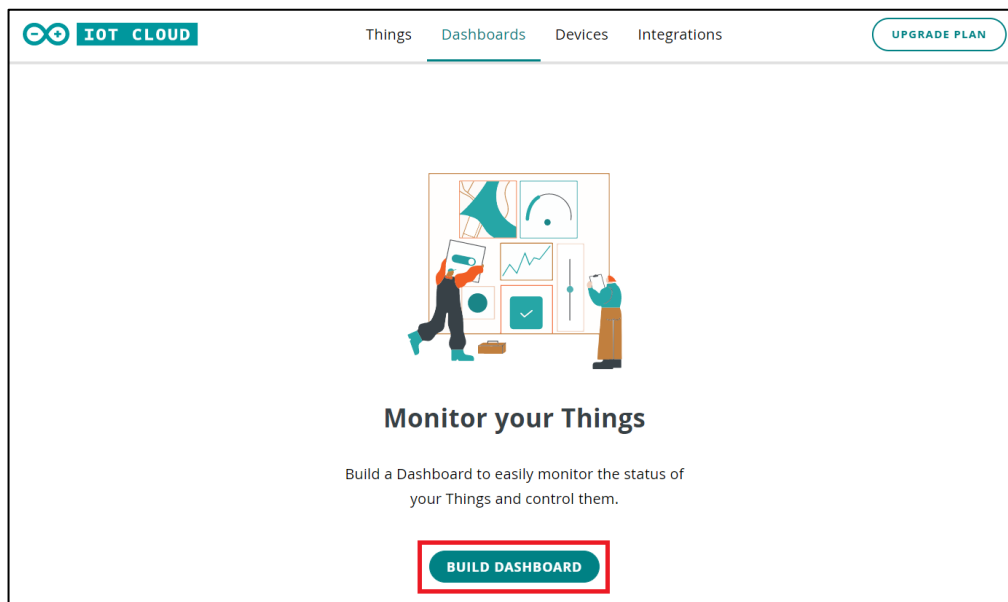 IOT CLOUD
Things Dashboards Devices Integrations
UPGRADE PLAN
Monitor your Things
Build a Dashboard to easily monitor the status of
your Things and control them.
BUILD DASHBOARD